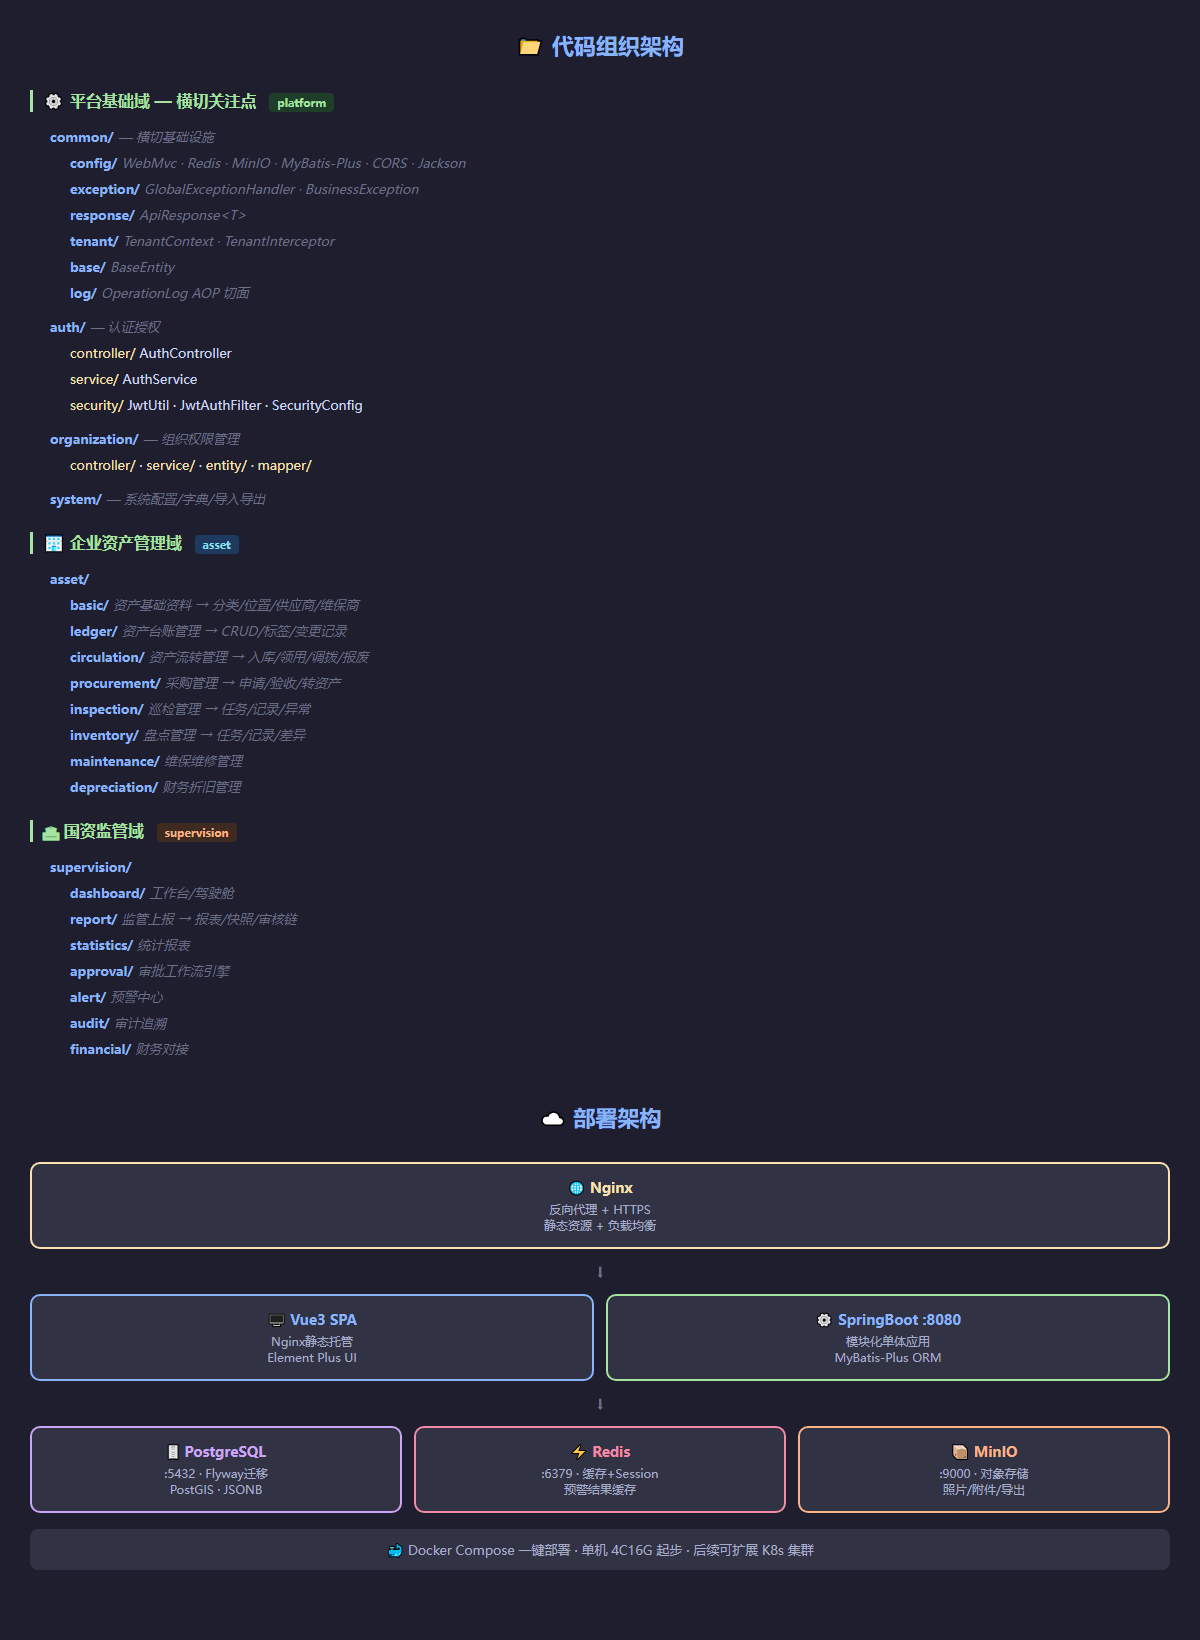 📂 代码组织架构
⚙️ 平台基础域 — 横切关注点 platform
common/ — 横切基础设施
config/ WebMvc · Redis · MinIO · MyBatis-Plus · CORS · Jackson
exception/ GlobalExceptionHandler · BusinessException
response/ ApiResponse<T>
tenant/ TenantContext · TenantInterceptor
base/ BaseEntity
log/ OperationLog AOP 切面
auth/ — 认证授权
controller/ AuthController
service/ AuthService
security/ JwtUtil · JwtAuthFilter · SecurityConfig
organization/ — 组织权限管理
controller/ · service/ · entity/ · mapper/
system/ — 系统配置/字典/导入导出
🏢 企业资产管理域 asset
asset/
basic/ 资产基础资料 → 分类/位置/供应商/维保商
ledger/ 资产台账管理 → CRUD/标签/变更记录
circulation/ 资产流转管理 → 入库/领用/调拨/报废
procurement/ 采购管理 → 申请/验收/转资产
inspection/ 巡检管理 → 任务/记录/异常
inventory/ 盘点管理 → 任务/记录/差异
maintenance/ 维保维修管理
depreciation/ 财务折旧管理
国资监管域 supervision
supervision/
dashboard/ 工作台/驾驶舱
report/ 监管上报 → 报表/快照/审核链
statistics/ 统计报表
approval/ 审批工作流引擎
alert/ 预警中心
audit/ 审计追溯
financial/ 财务对接
☁️ 部署架构
🌐 Nginx
反向代理 + HTTPS
静态资源 + 负载均衡
⬇
🖥️ Vue3 SPA
Nginx静态托管
Element Plus UI
⚙️ SpringBoot :8080
模块化单体应用
MyBatis-Plus ORM
⬇
PostgreSQL
:5432 · Flyway迁移
PostGIS · JSONB
⚡ Redis
:6379 · 缓存+Session
预警结果缓存
📦 MinIO
:9000 · 对象存储
照片/附件/导出
🐳 Docker Compose 一键部署 · 单机 4C16G 起步 · 后续可扩展 K8s 集群